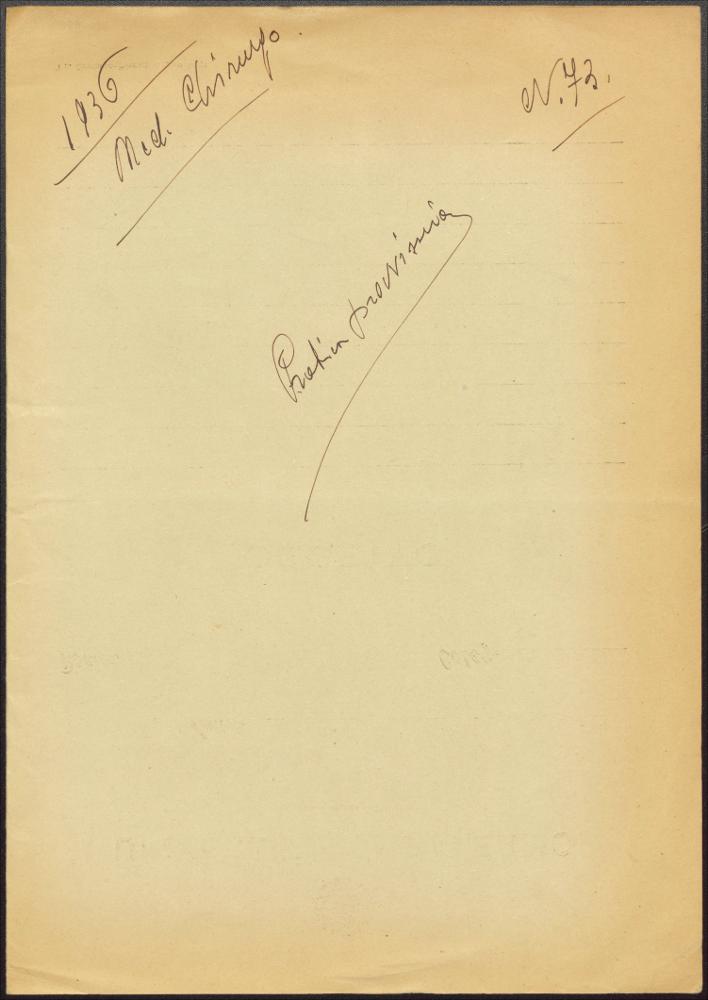 1936
Med. Chirurgo.
N. 73.
Pratica provvisoria